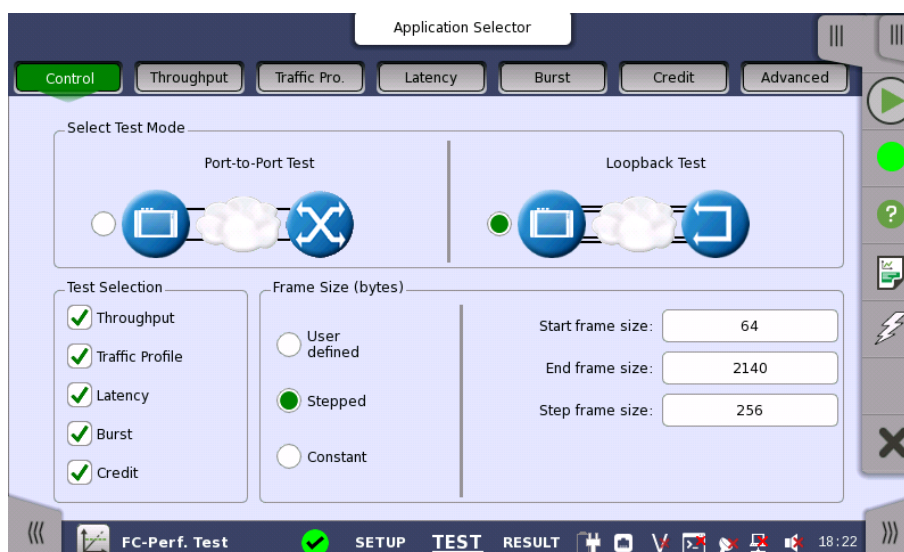 Application Selector
Control
Throughput
Traffic Pro.
Latency
Burst
Credit
Advanced
Select Test Mode
Port-to-Port Test
Loopback Test
Test Selection
Throughput
Traffic Profile
Latency
Burst
Credit
Frame Size (bytes)
User
defined
Stepped
Constant
Start frame size: 64
End frame size: 2140
Step frame size: 256
FC-Perf. Test
SETUP
TEST
RESULT
18:22